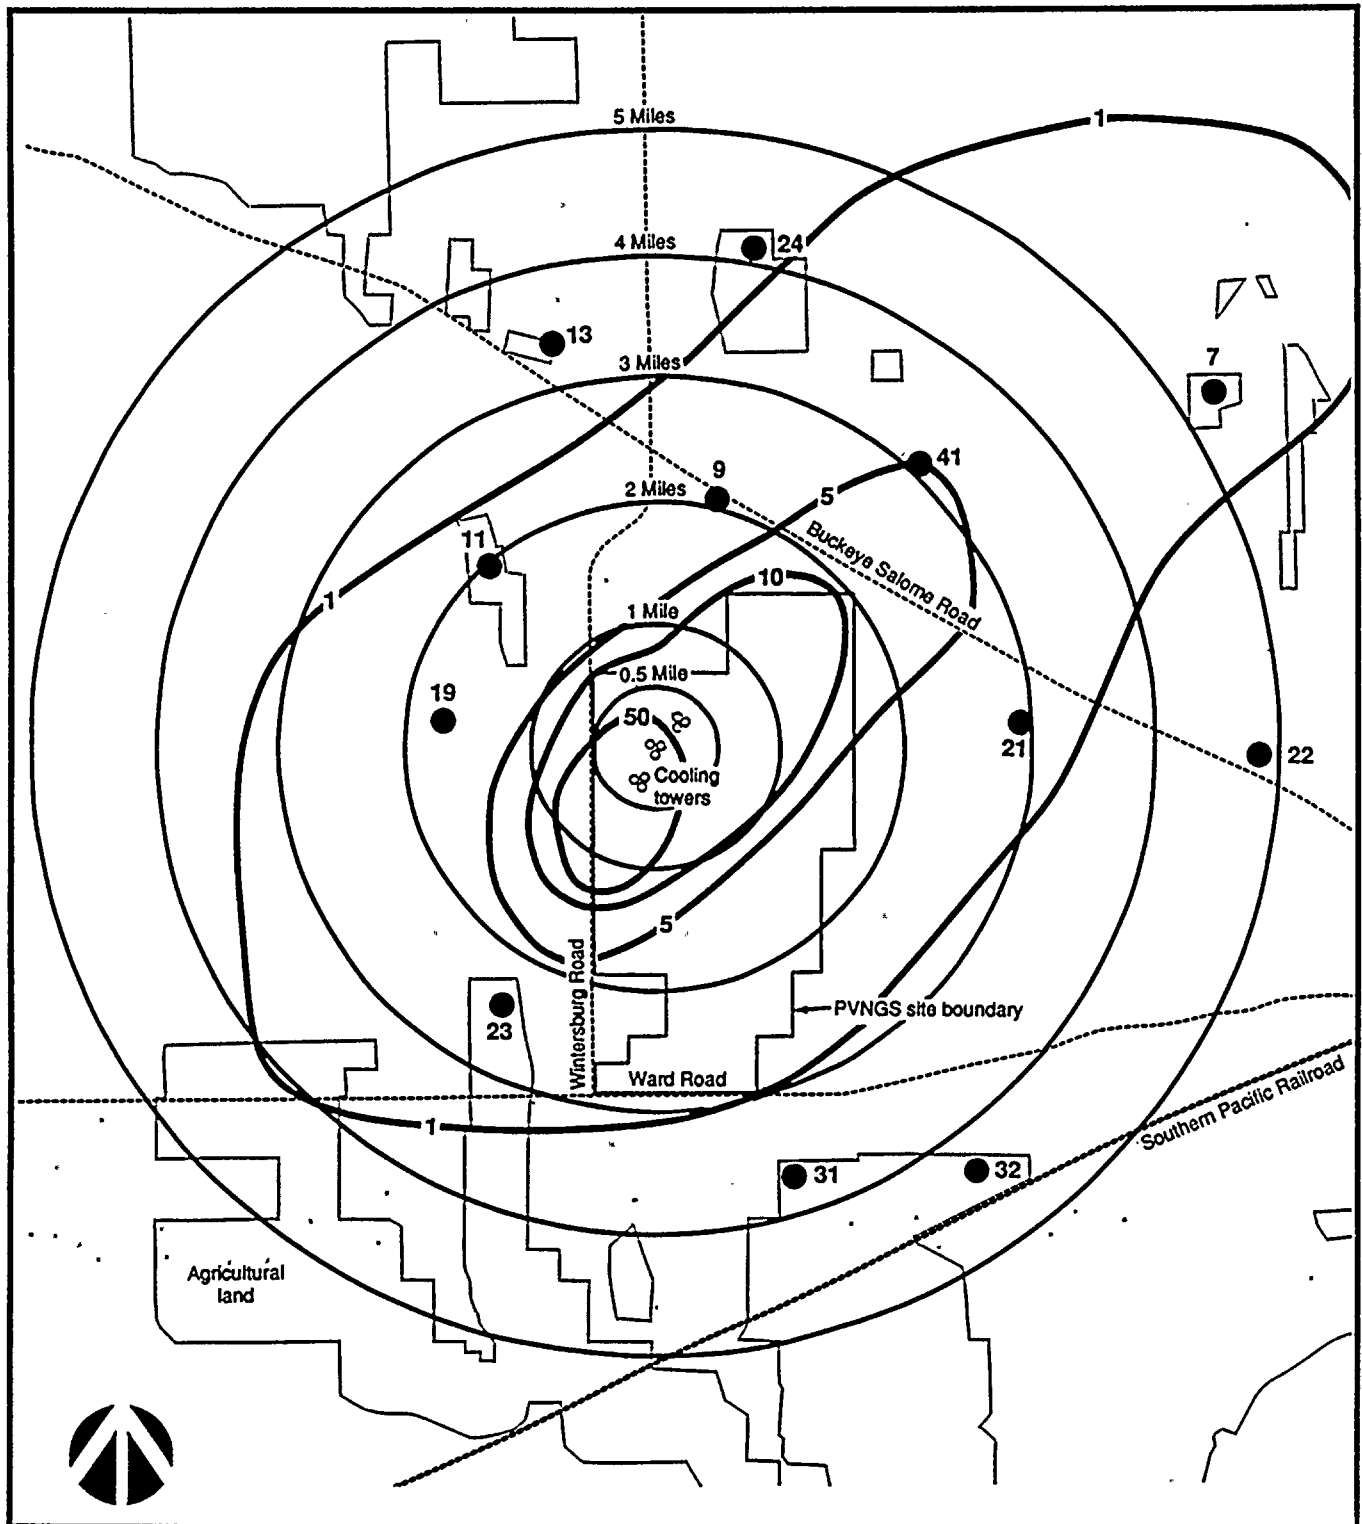 5 Miles
1
4 Miles
24
13
3 Miles
7
41
9
5
2 Miles
11
Buckeye Salome Road
10
1
1 Mile
0.5 Mile
19
50
21
22
Cooling
towers
5
Wintersburg Road
23
PVNGS site boundary
Ward Road
1
Southern Pacific Railroad
31
32
Agricultural
land